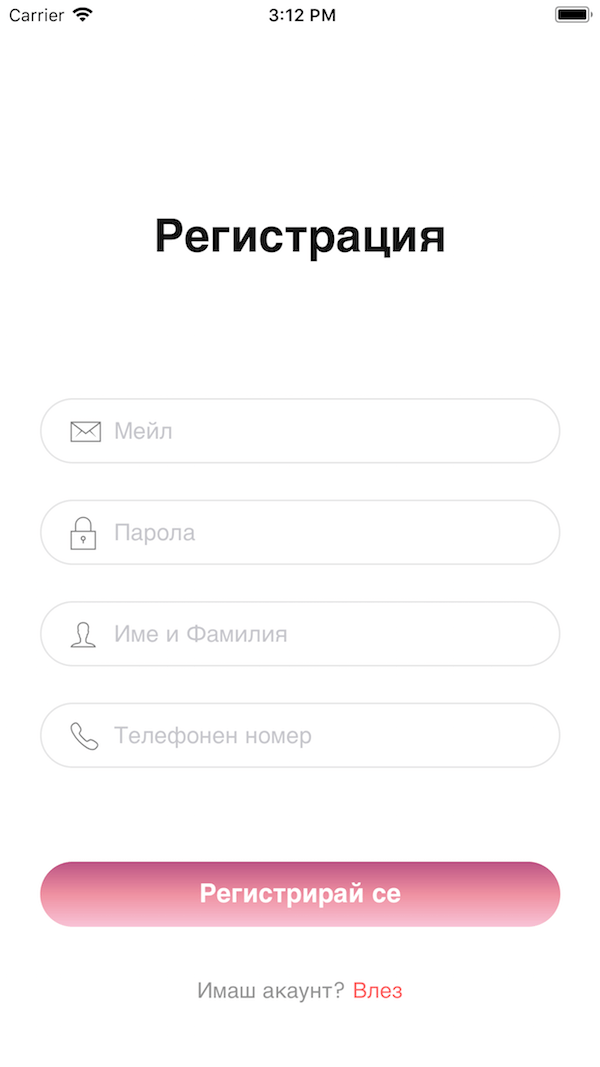 Carrier 3:12 PM
Регистрация
Мейл
Парола
Име и Фамилия
Телефонен номер
Регистрирай се
Имаш акаунт? Влез